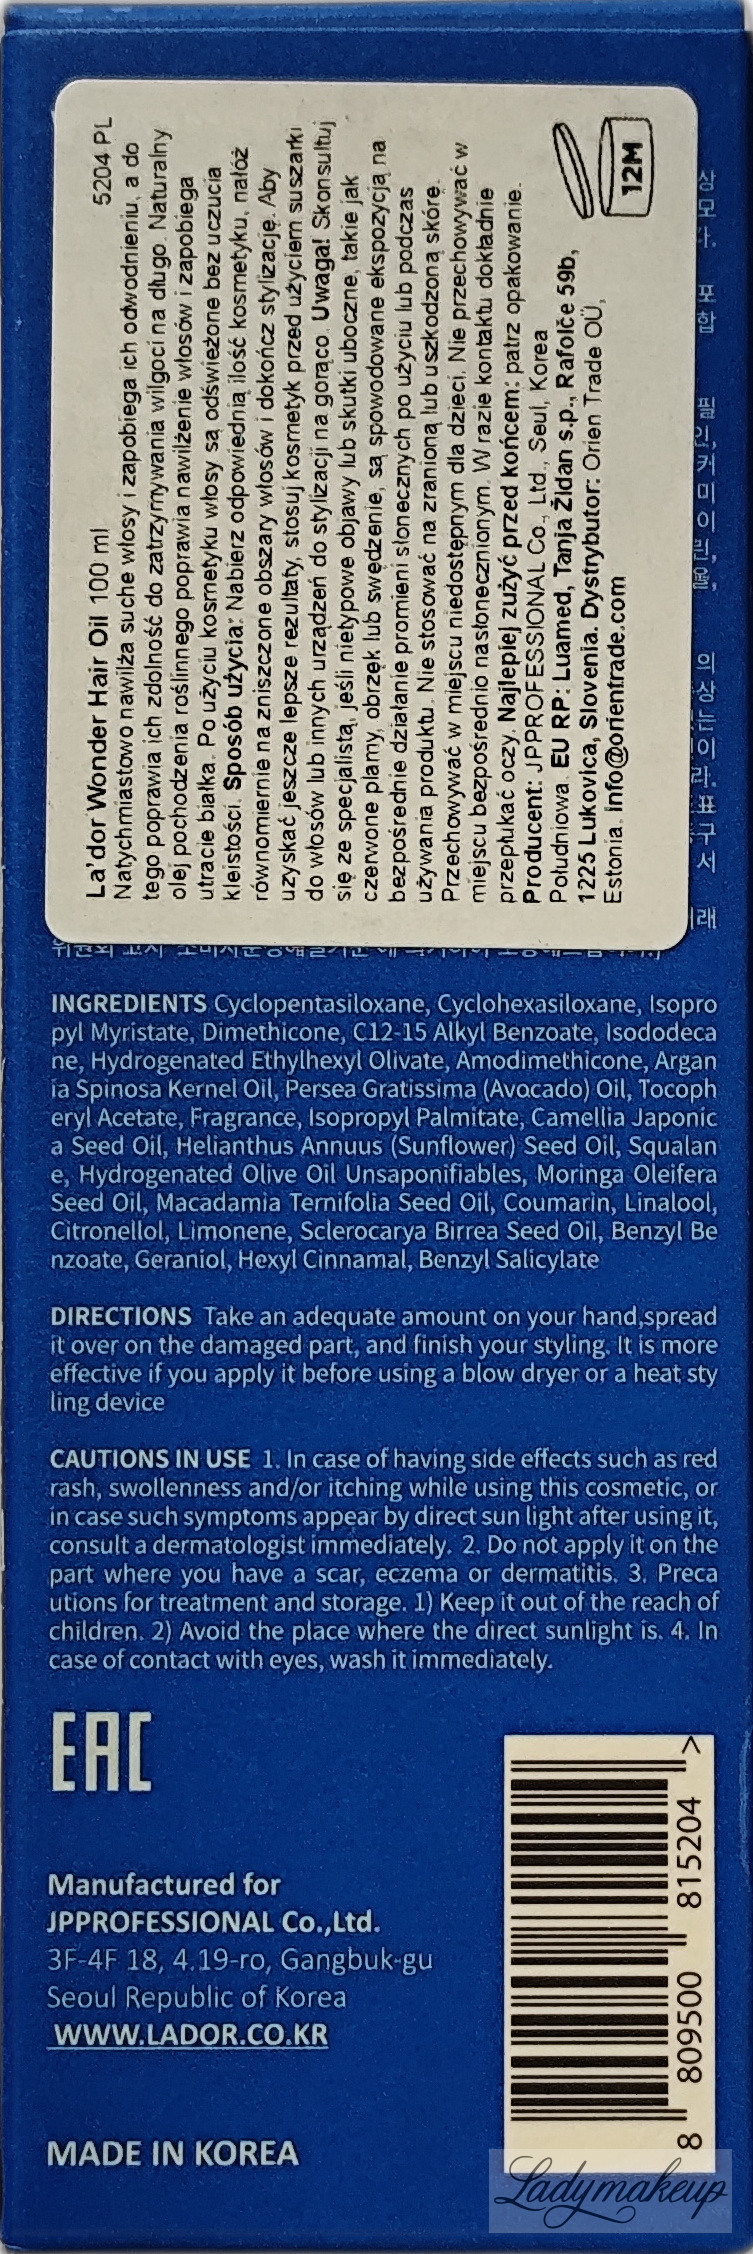 La'dor Wonder Hair Oil 100 ml
5204 PL
Natychmiastowo nawilża suche włosy i zapobiega ich odwodnieniu, a do
tego poprawia ich zdolność do zatrzymywania wilgoci na długo. Naturalny
olej pochodzenia roślinnego poprawia nawilżenie włosów i zapobiega
utracie białka. Po użyciu kosmetyku włosy są odświeżone bez uczucia
kleistości. Sposób użycia: Nabierz odpowiednią ilość kosmetyku, nałóż
równomiernie na zniszczone obszary włosów i dokończ stylizację. Aby
uzyskać jeszcze lepsze rezultaty, stosuj kosmetyk przed użyciem suszarki
do włosów lub innych urządzeń do stylizacji na gorąco. Uwaga! Skonsultuj
się ze specjalistą, jeśli nietypowe objawy lub skutki uboczne, takie jak
czerwone plamy, obrzęk lub swędzenie, są spowodowane ekspozycją na
bezpośrednie działanie promieni słonecznych po użyciu lub podczas
używania produktu. Nie stosować na zranioną lub uszkodzoną skórę.
Przechowywać w miejscu niedostępnym dla dzieci. Nie przechowywać w
miejscu bezpośrednio nasłonecznionym. W razie kontaktu dokładnie
przepłukać oczy. Najlepiej zużyć przed końcem: patrz opakowanie.
Producent: JPPROFESSIONAL Co., Ltd., Seul, Korea
Południowa. EU RP: Luamed, Tanja Židan s.p., Rafolče 59b,
1225 Lukovica, Slovenia. Dystrybutor: Orien Trade OÜ,
Estonia. info@orientrade.com
12M
INGREDIENTS Cyclopentasiloxane, Cyclohexasiloxane, Isopro
pyl Myristate, Dimethicone, C12-15 Alkyl Benzoate, Isododeca
ne, Hydrogenated Ethylhexyl Olivate, Amodimethicone, Argan
ia Spinosa Kernel Oil, Persea Gratissima (Avocado) Oil, Tocoph
eryl Acetate, Fragrance, Isopropyl Palmitate, Camellia Japonic
a Seed Oil, Helianthus Annuus (Sunflower) Seed Oil, Squalan
e, Hydrogenated Olive Oil Unsaponifiables, Moringa Oleifera
Seed Oil, Macadamia Ternifolia Seed Oil, Coumarin, Linalool,
Citronellol, Limonene, Sclerocarya Birrea Seed Oil, Benzyl Be
nzoate, Geraniol, Hexyl Cinnamal, Benzyl Salicylate
DIRECTIONS Take an adequate amount on your hand,spread
it over on the damaged part, and finish your styling. It is more
effective if you apply it before using a blow dryer or a heat sty
ling device
CAUTIONS IN USE 1. In case of having side effects such as red
rash, swollenness and/or itching while using this cosmetic, or
in case such symptoms appear by direct sun light after using it,
consult a dermatologist immediately. 2. Do not apply it on the
part where you have a scar, eczema or dermatitis. 3. Preca
utions for treatment and storage. 1) Keep it out of the reach of
children. 2) Avoid the place where the direct sunlight is. 4. In
case of contact with eyes, wash it immediately.
EAC
Manufactured for
JPPROFESSIONAL Co.,Ltd.
3F-4F 18, 4.19-ro, Gangbuk-gu
Seoul Republic of Korea
WWW.LADOR.CO.KR
MADE IN KOREA
8 809500 815204 >
Ladymakeup